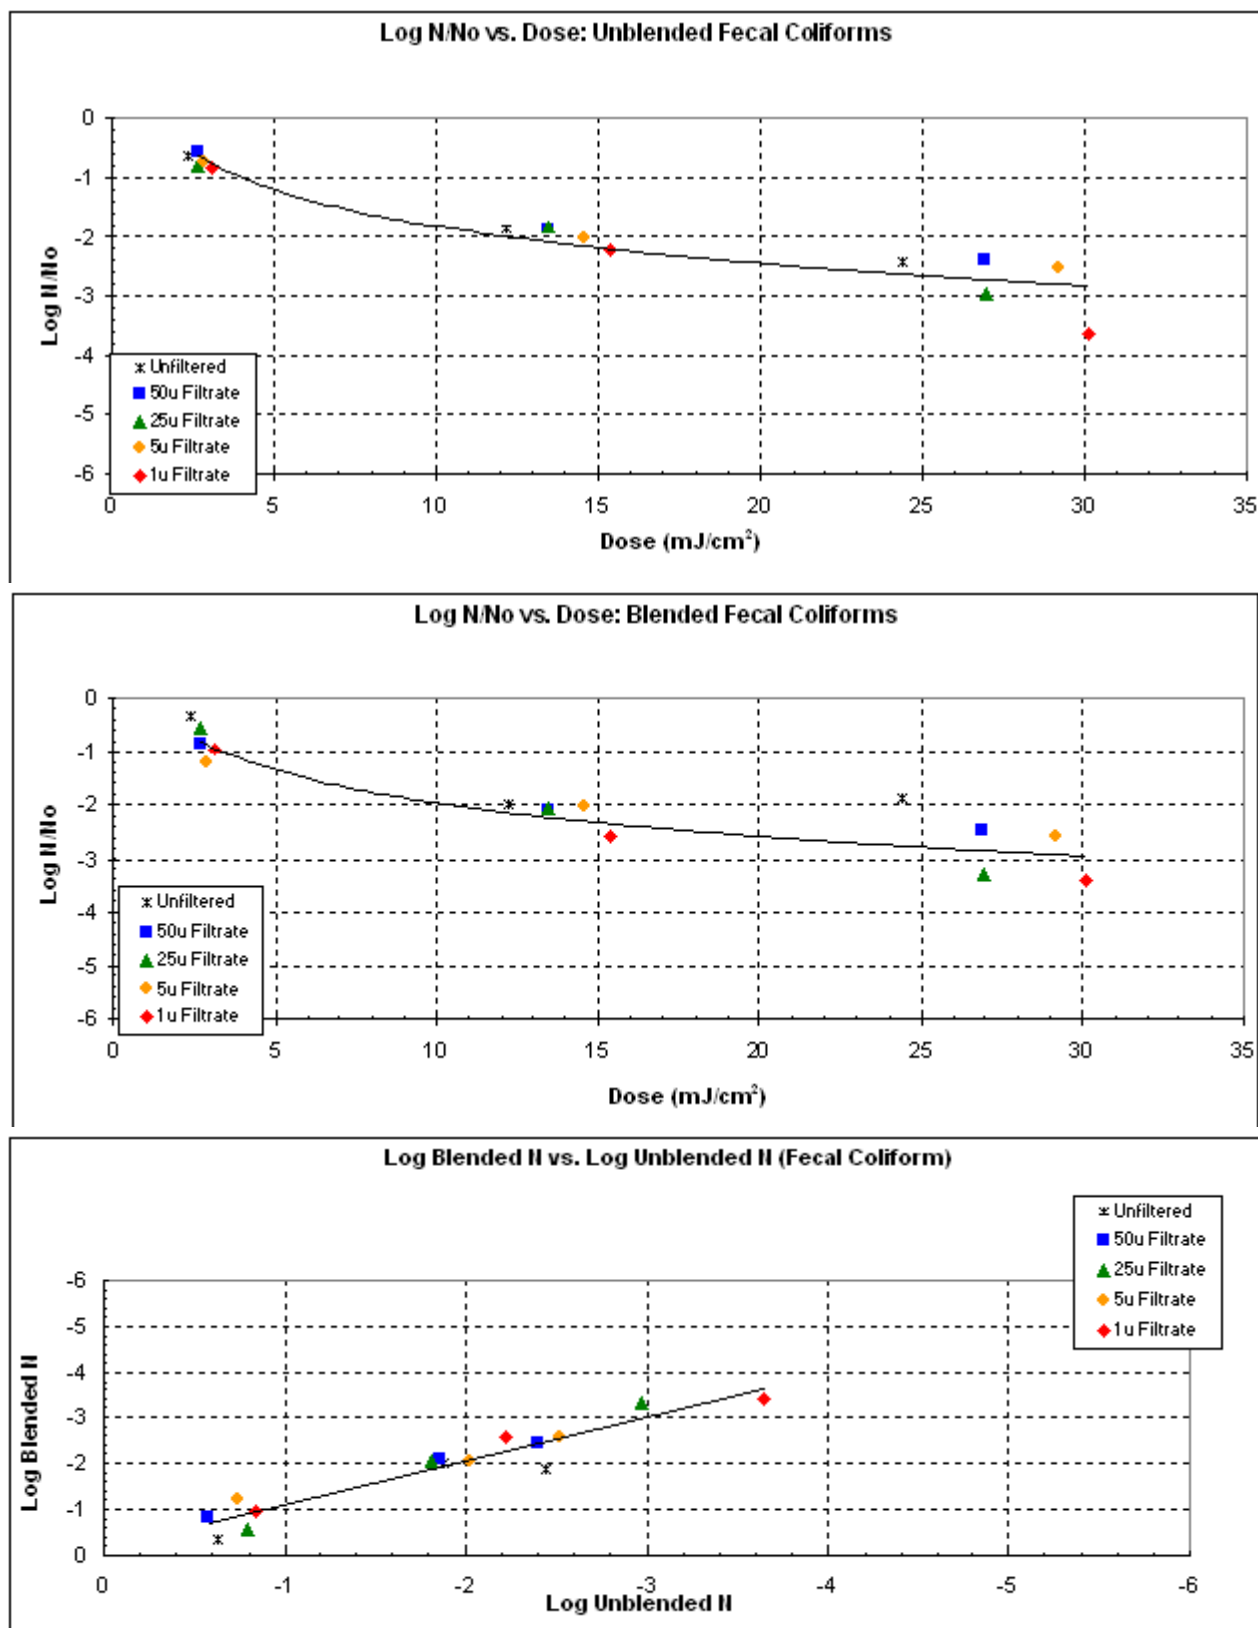 Log N/No vs. Dose: Unblended Fecal Coliforms
Log N/No
0
-1
-2
-3
-4
-5
-6
Unfiltered
50u Filtrate
25u Filtrate
5u Filtrate
1u Filtrate
0 5 10 15 20 25 30 35
Dose (mJ/cm²)
Log N/No vs. Dose: Blended Fecal Coliforms
Log N/No
0
-1
-2
-3
-4
-5
-6
Unfiltered
50u Filtrate
25u Filtrate
5u Filtrate
1u Filtrate
0 5 10 15 20 25 30 35
Dose (mJ/cm²)
Log Blended N vs. Log Unblended N (Fecal Coliform)
Unfiltered
50u Filtrate
25u Filtrate
5u Filtrate
1u Filtrate
Log Blended N
-6
-5
-4
-3
-2
-1
0
0 -1 -2 -3 -4 -5 -6
Log Unblended N